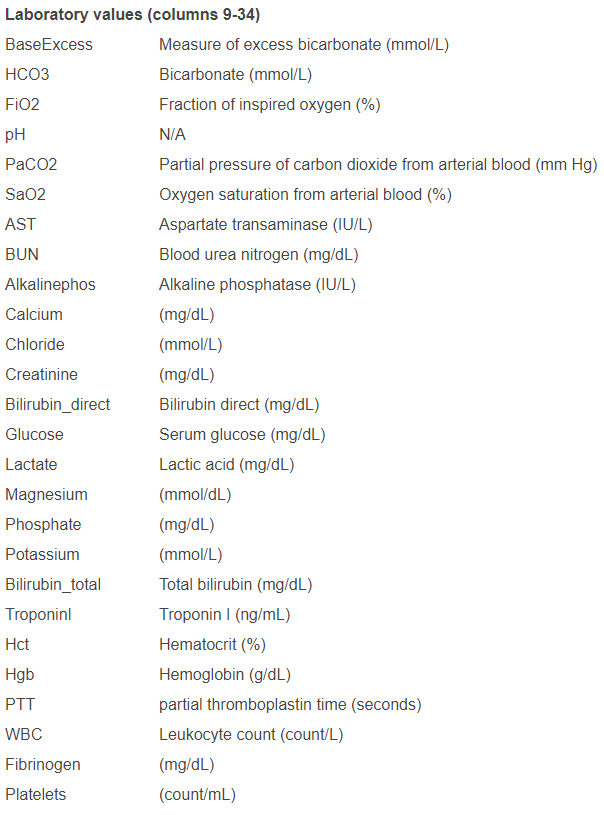 Laboratory values (columns 9-34)
BaseExcess Measure of excess bicarbonate (mmol/L)
HCO3 Bicarbonate (mmol/L)
FiO2 Fraction of inspired oxygen (%)
pH N/A
PaCO2 Partial pressure of carbon dioxide from arterial blood (mm Hg)
SaO2 Oxygen saturation from arterial blood (%)
AST Aspartate transaminase (IU/L)
BUN Blood urea nitrogen (mg/dL)
Alkalinephos Alkaline phosphatase (IU/L)
Calcium (mg/dL)
Chloride (mmol/L)
Creatinine (mg/dL)
Bilirubin_direct Bilirubin direct (mg/dL)
Glucose Serum glucose (mg/dL)
Lactate Lactic acid (mg/dL)
Magnesium (mmol/dL)
Phosphate (mg/dL)
Potassium (mmol/L)
Bilirubin_total Total bilirubin (mg/dL)
TroponinI Troponin I (ng/mL)
Hct Hematocrit (%)
Hgb Hemoglobin (g/dL)
PTT partial thromboplastin time (seconds)
WBC Leukocyte count (count/L)
Fibrinogen (mg/dL)
Platelets (count/mL)